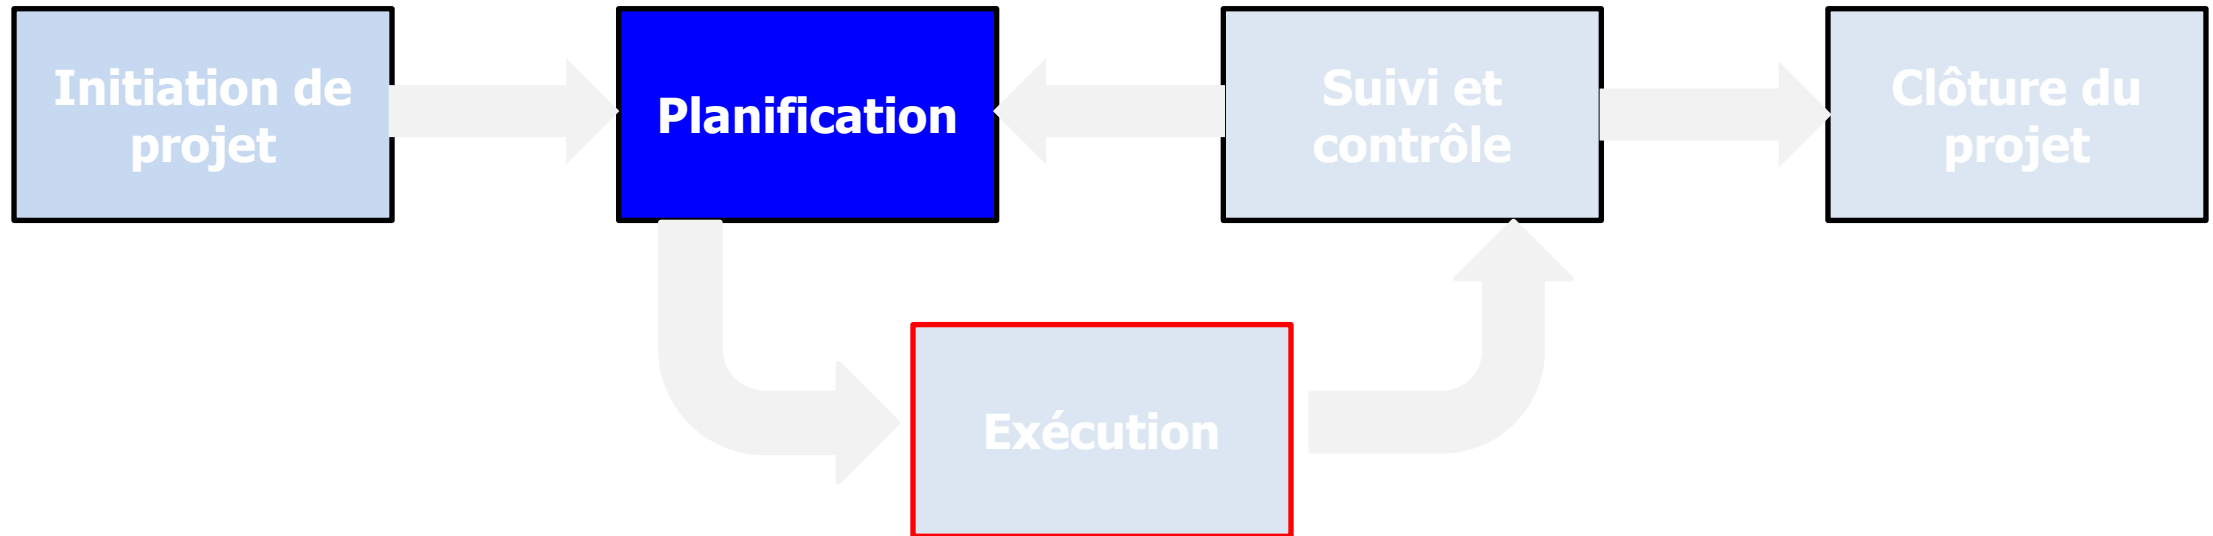 Initiation de
projet
Planification
Suivi et
contrôle
Clôture du
projet
Exécution